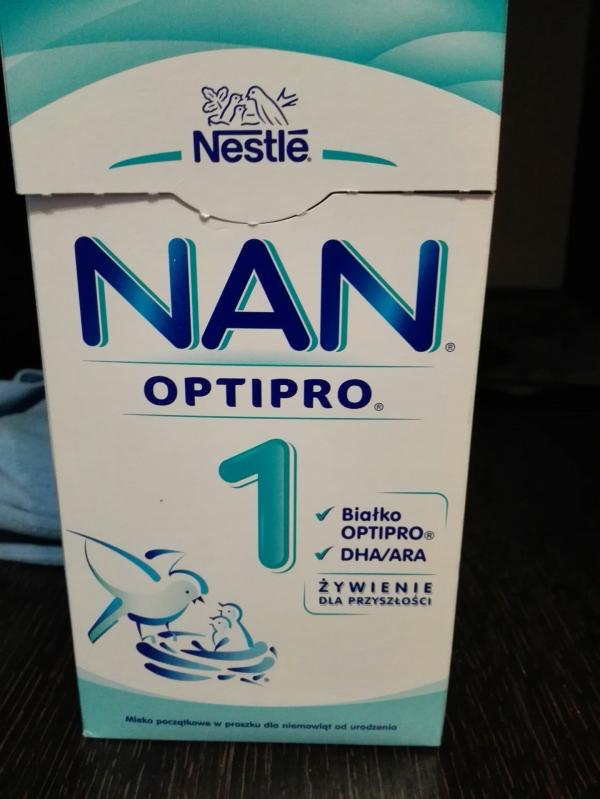 Nestlé®
NAN®
OPTIPRO®
1
Białko
OPTIPRO®
DHA/ARA
ŻYWIENIE
DLA PRZYSZŁOŚCI
Mleko początkowe w proszku dla niemowląt od urodzenia